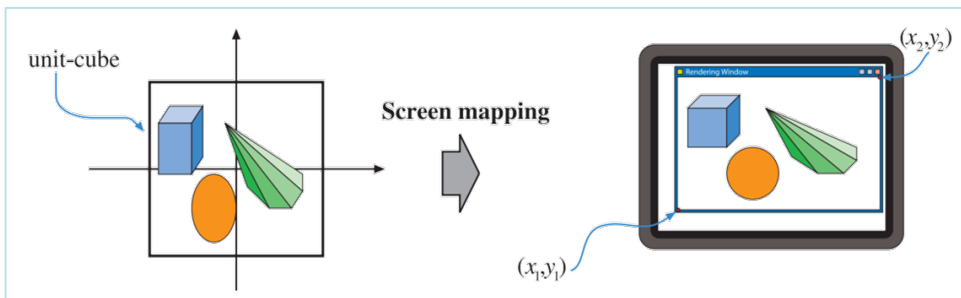 unit-cube
Screen mapping
Rendering Window
(x₂,y₂)
(x₁,y₁)